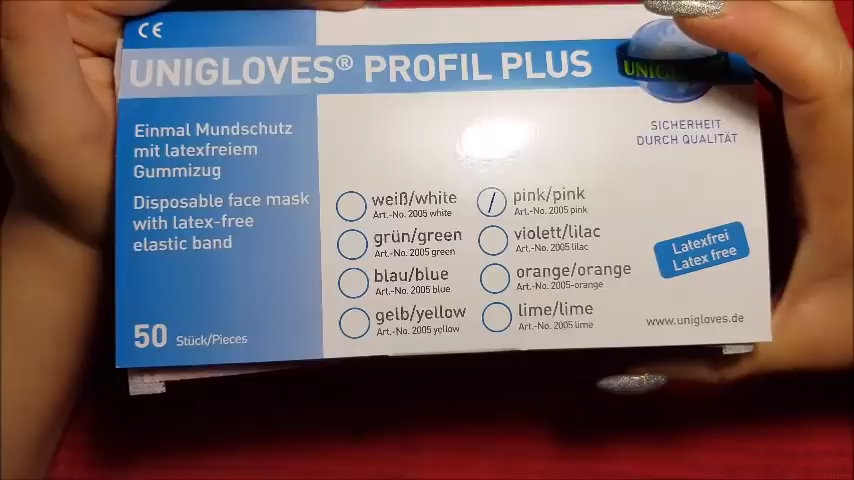 CE
UNIGLOVES® PROFIL PLUS
SICHERHEIT
DURCH QUALITÄT
Einmal Mundschutz
mit latexfreiem
Gummizug
Disposable face mask
with latex-free
elastic band
50 Stück/Pieces
weiß/white
Art.-No. 2005 white
grün/green
Art.-No. 2005 green
blau/blue
Art.-No. 2005 blue
gelb/yellow
Art.-No. 2005 yellow
pink/pink
Art.-No. 2005 pink
violett/lilac
Art.-No. 2005 lilac
orange/orange
Art.-No. 2005-orange
lime/lime
Art.-No. 2005 lime
Latexfrei
Latex free
www.unigloves.de